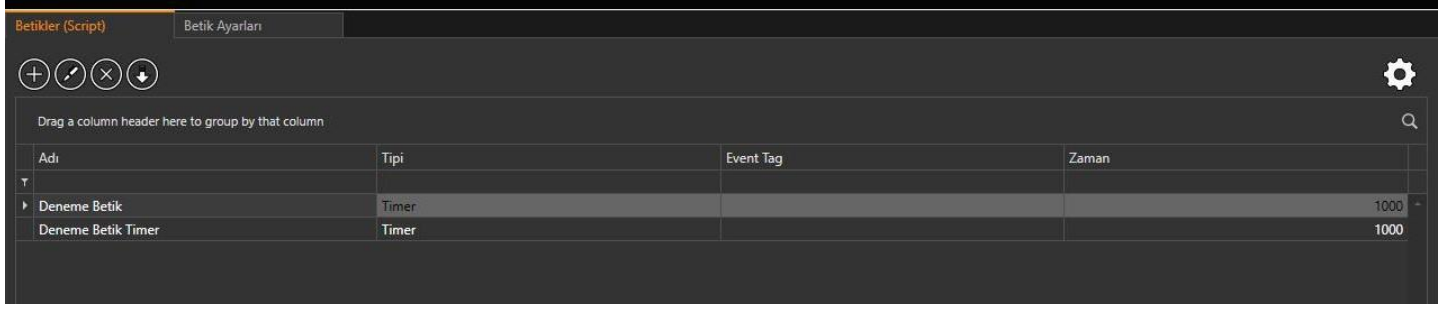 Betikler (Script) Betik Ayarları
Drag a column header here to group by that column
Adı Tipi Event Tag Zaman
Deneme Betik Timer 1000
Deneme Betik Timer Timer 1000